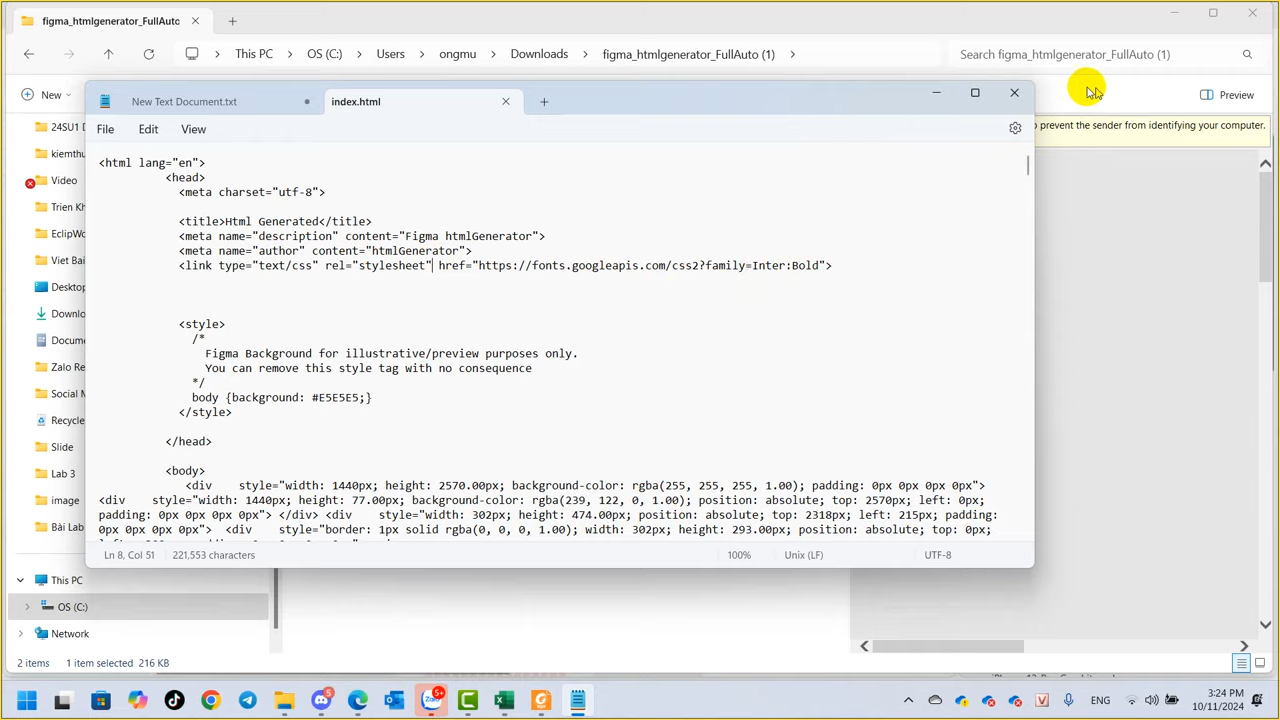 figma_htmlgenerator_FullAuto
This PC
OS (C:)
Users
ongmu
Downloads
figma_htmlgenerator_FullAuto (1)
Search figma_htmlgenerator_FullAuto (1)
New
Preview
New Text Document.txt
index.html
File
Edit
View
prevent the sender from identifying your computer.
24SU1
kiemthu
Video
Trien Kh
EclipWo
Viet Bai
Desktop
Downlo
Docume
Zalo Re
Social M
Recycle
Slide
Lab 3
image
Bài Lab
This PC
OS (C:)
Network
<html lang="en">
<head>
<meta charset="utf-8">
<title>Html Generated</title>
<meta name="description" content="Figma htmlGenerator">
<meta name="author" content="htmlGenerator">
<link type="text/css" rel="stylesheet" href="https://fonts.googleapis.com/css2?family=Inter:Bold">
<style>
/*
Figma Background for illustrative/preview purposes only.
You can remove this style tag with no consequence
*/
body {background: #E5E5E5;}
</style>
</head>
<body>
<div style="width: 1440px; height: 2570.00px; background-color: rgba(255, 255, 255, 1.00); padding: 0px 0px 0px 0px">
<div style="width: 1440px; height: 77.00px; background-color: rgba(239, 122, 0, 1.00); position: absolute; top: 2570px; left: 0px;
padding: 0px 0px 0px 0px"> </div> <div style="width: 302px; height: 474.00px; position: absolute; top: 2318px; left: 215px; padding:
0px 0px 0px 0px"> <div style="border: 1px solid rgba(0, 0, 0, 1.00); width: 302px; height: 293.00px; position: absolute; top: 0px;
Ln 8, Col 51
221,553 characters
100%
Unix (LF)
UTF-8
2 items
1 item selected
216 KB
5
5+
ENG
3:24 PM
10/11/2024